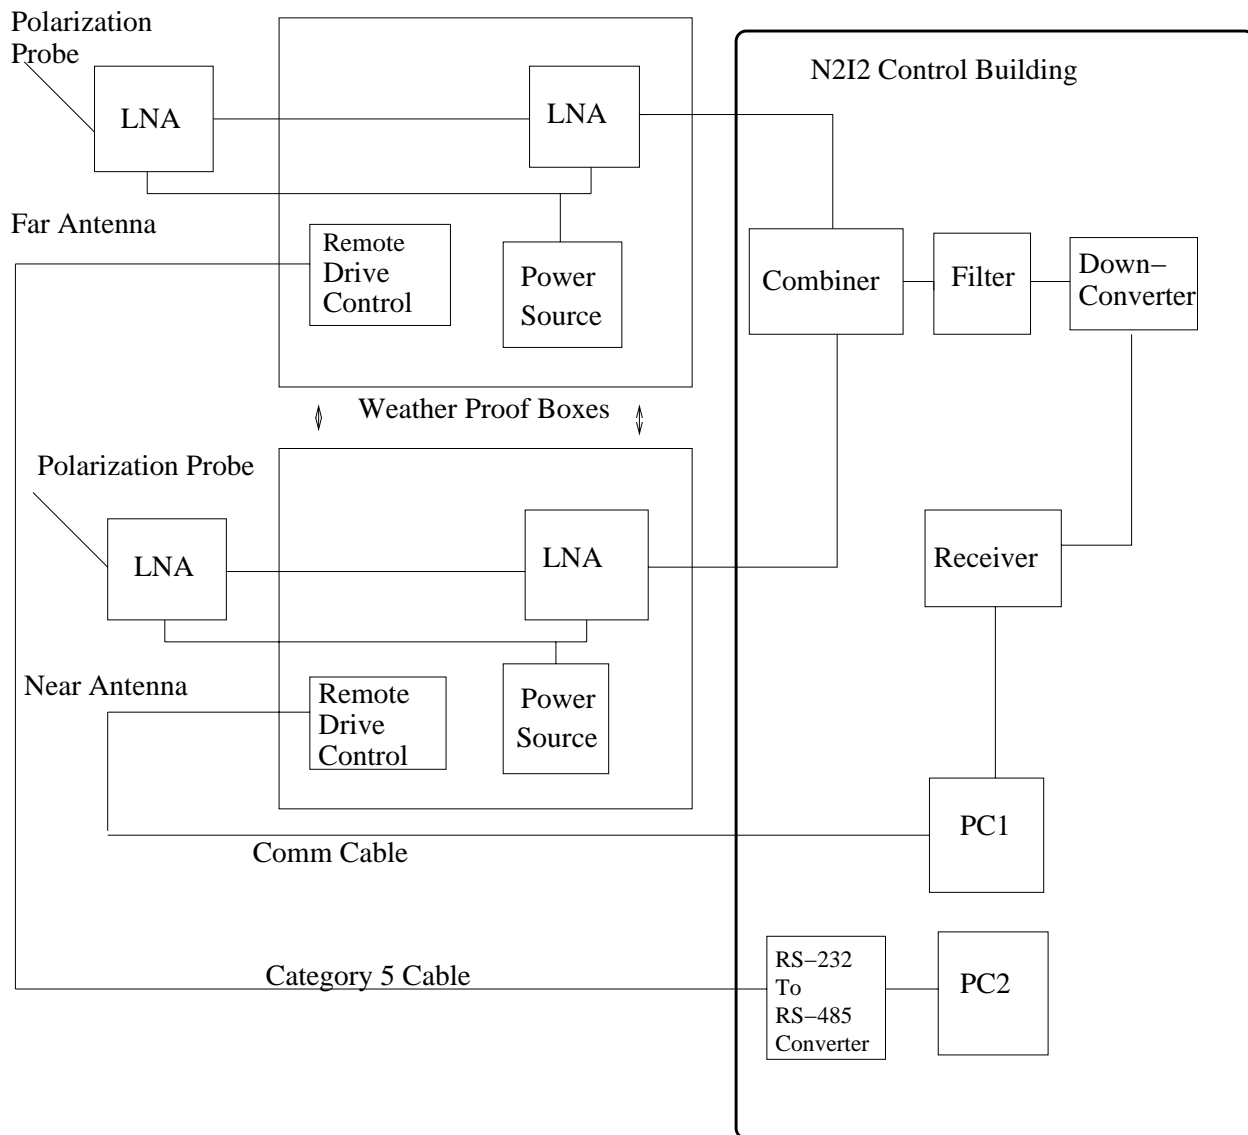 Polarization
Probe
N2I2 Control Building
LNA
LNA
Far Antenna
Remote
Drive
Control
Power
Source
Combiner
Filter
Down−
Converter
Weather Proof Boxes
Polarization Probe
LNA
LNA
Receiver
Near Antenna
Remote
Drive
Control
Power
Source
PC1
Comm Cable
Category 5 Cable
RS−232
To
RS−485
Converter
PC2